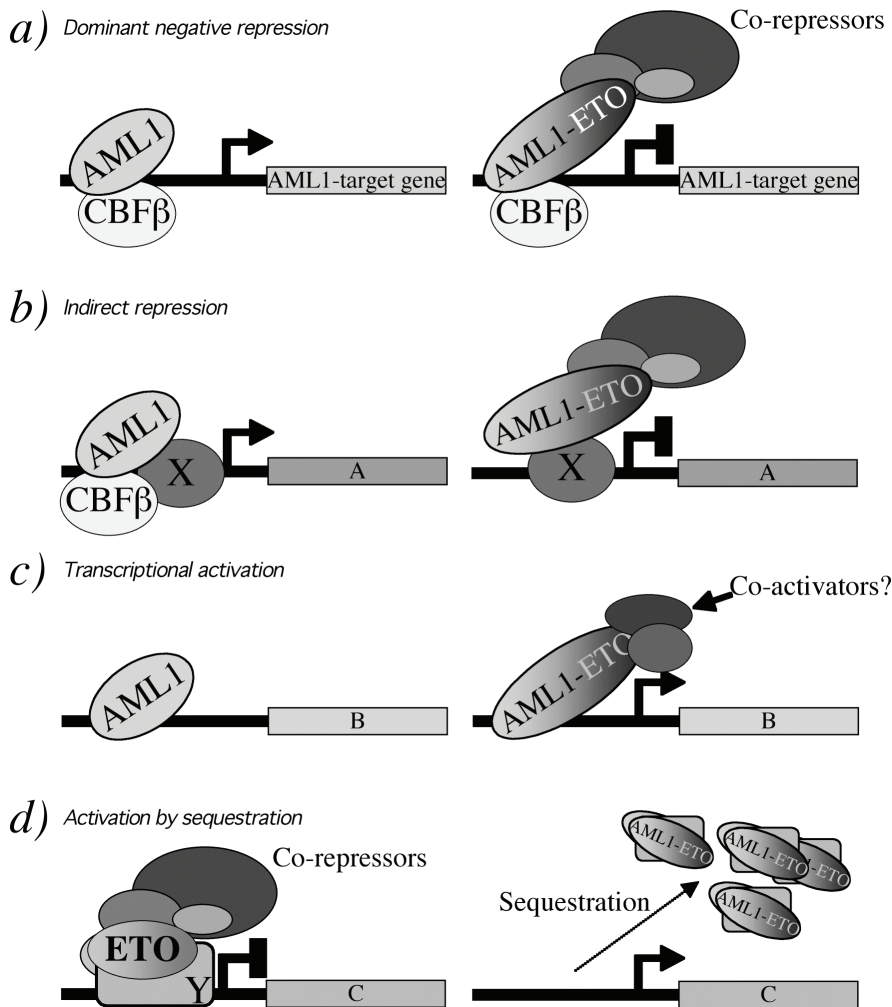 a) Dominant negative repression
Co-repressors
AML1
CBFβ
AML1-target gene
AML1-ETO
CBFβ
AML1-target gene
b) Indirect repression
AML1
CBFβ
X
A
AML1-ETO
X
A
c) Transcriptional activation
AML1
B
Co-activators?
AML1-ETO
B
d) Activation by sequestration
Co-repressors
ETO
Y
C
Sequestration
AML1-ETO
AML1-ETO
1-ETO
AML1-ETO
C